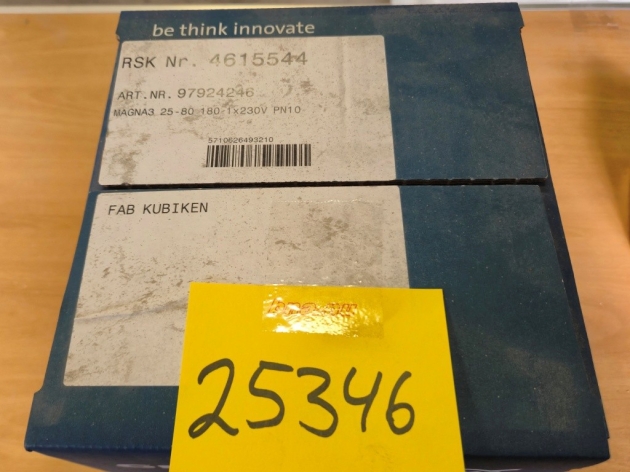 be think innovate
RSK Nr. 4615544
ART.NR. 97924246
MAGNA3 25-80 180 1x230V PN10
5710626493210
FAB KUBIKEN
25346